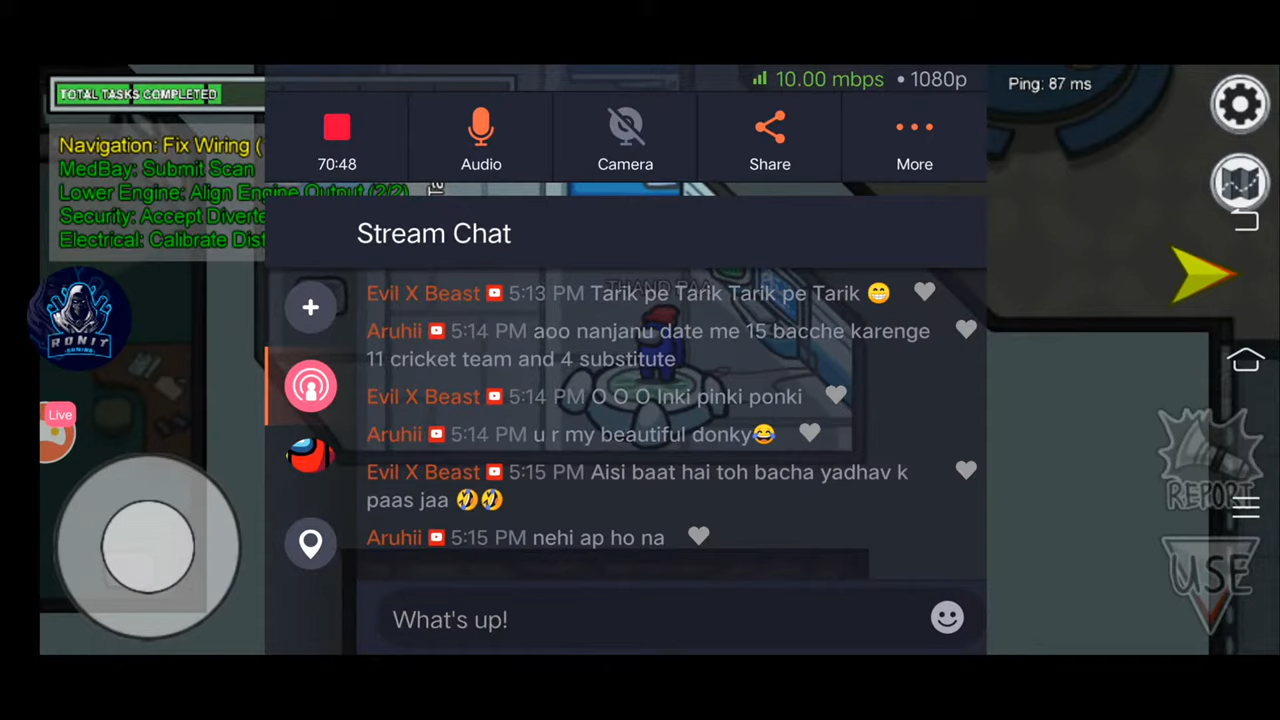 10.00 mbps • 1080p
Ping: 87 ms
TOTAL TASKS COMPLETED
Navigation: Fix Wiring (
MedBay: Submit Scan
Lower Engine: Align Engine Output (2/2)
Security: Accept Diverte
Electrical: Calibrate Dist
70:48
Audio
Camera
Share
More
Stream Chat
Evil X Beast 5:13 PM Tarik pe Tarik Tarik pe Tarik 😁
Aruhii 5:14 PM aoo nanjanu date me 15 bacche karenge
11 cricket team and 4 substitute
Evil X Beast 5:14 PM O O O Inki pinki ponki
Aruhii 5:14 PM u r my beautiful donky😂
Evil X Beast 5:15 PM Aisi baat hai toh bacha yadhav k
paas jaa 🤣🤣
Aruhii 5:15 PM nehi ap ho na
What's up!
RONIT
GAMING
Live
REPORT
USE